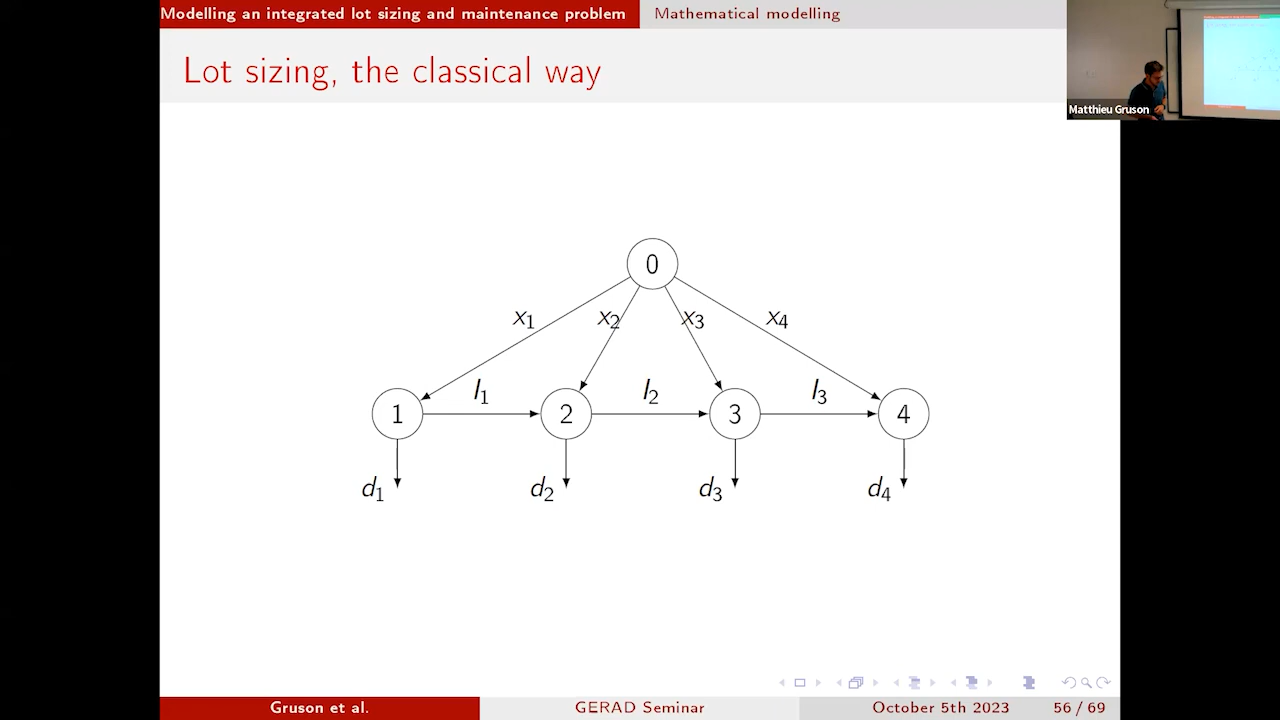 Modelling an integrated lot sizing and maintenance problem Mathematical modelling
Lot sizing, the classical way
Matthieu Gruson
0
x1 x2 x3 x4
I1 I2 I3
1 2 3 4
d1 d2 d3 d4
Gruson et al. GERAD Seminar October 5th 2023 56 / 69